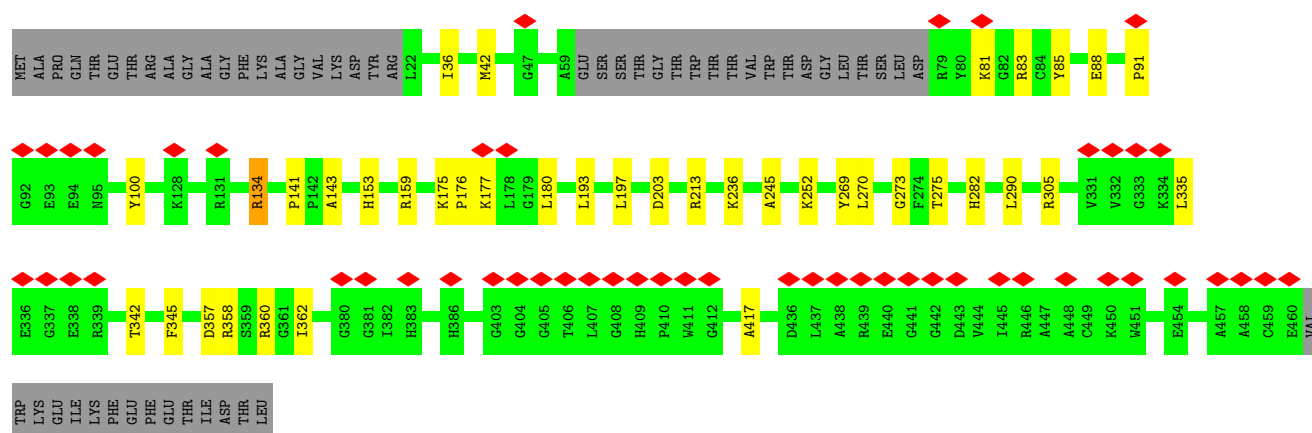 MET ALA PRO GLN THR GLU THR ARG ALA GLY ALA GLY PHE LYS ALA GLY VAL LYS ASP TYR ARG L22 I36 M42 G47 A59 GLU SER SER THR GLY THR TRP THR THR VAL TRP THR ASP GLY LEU THR SER LEU ASP R79 Y80 K81 G82 R83 C84 Y85 E88 P91
G92 E93 E94 N95 Y100 K128 R131 R134 P141 P142 A143 H153 R159 K175 P176 K177 L178 G179 L180 L193 L197 D203 R213 K236 A245 K252 Y269 L270 G273 F274 T275 H282 L290 R305 V331 V332 G333 K334 L335
E336 G337 E338 R339 T342 F345 D357 R358 S359 R360 G361 I362 G380 G381 I382 H383 H386 G403 G404 G405 T406 L407 G408 H409 P410 W411 G412 A417 D436 L437 A438 R439 E440 G441 G442 D443 V444 I445 R446 A447 A448 C449 K450 W451 E454 A457 A458 C459 E460 VAL
TRP LYS GLU ILE LYS PHE GLU PHE GLU THR ILE ASP THR LEU